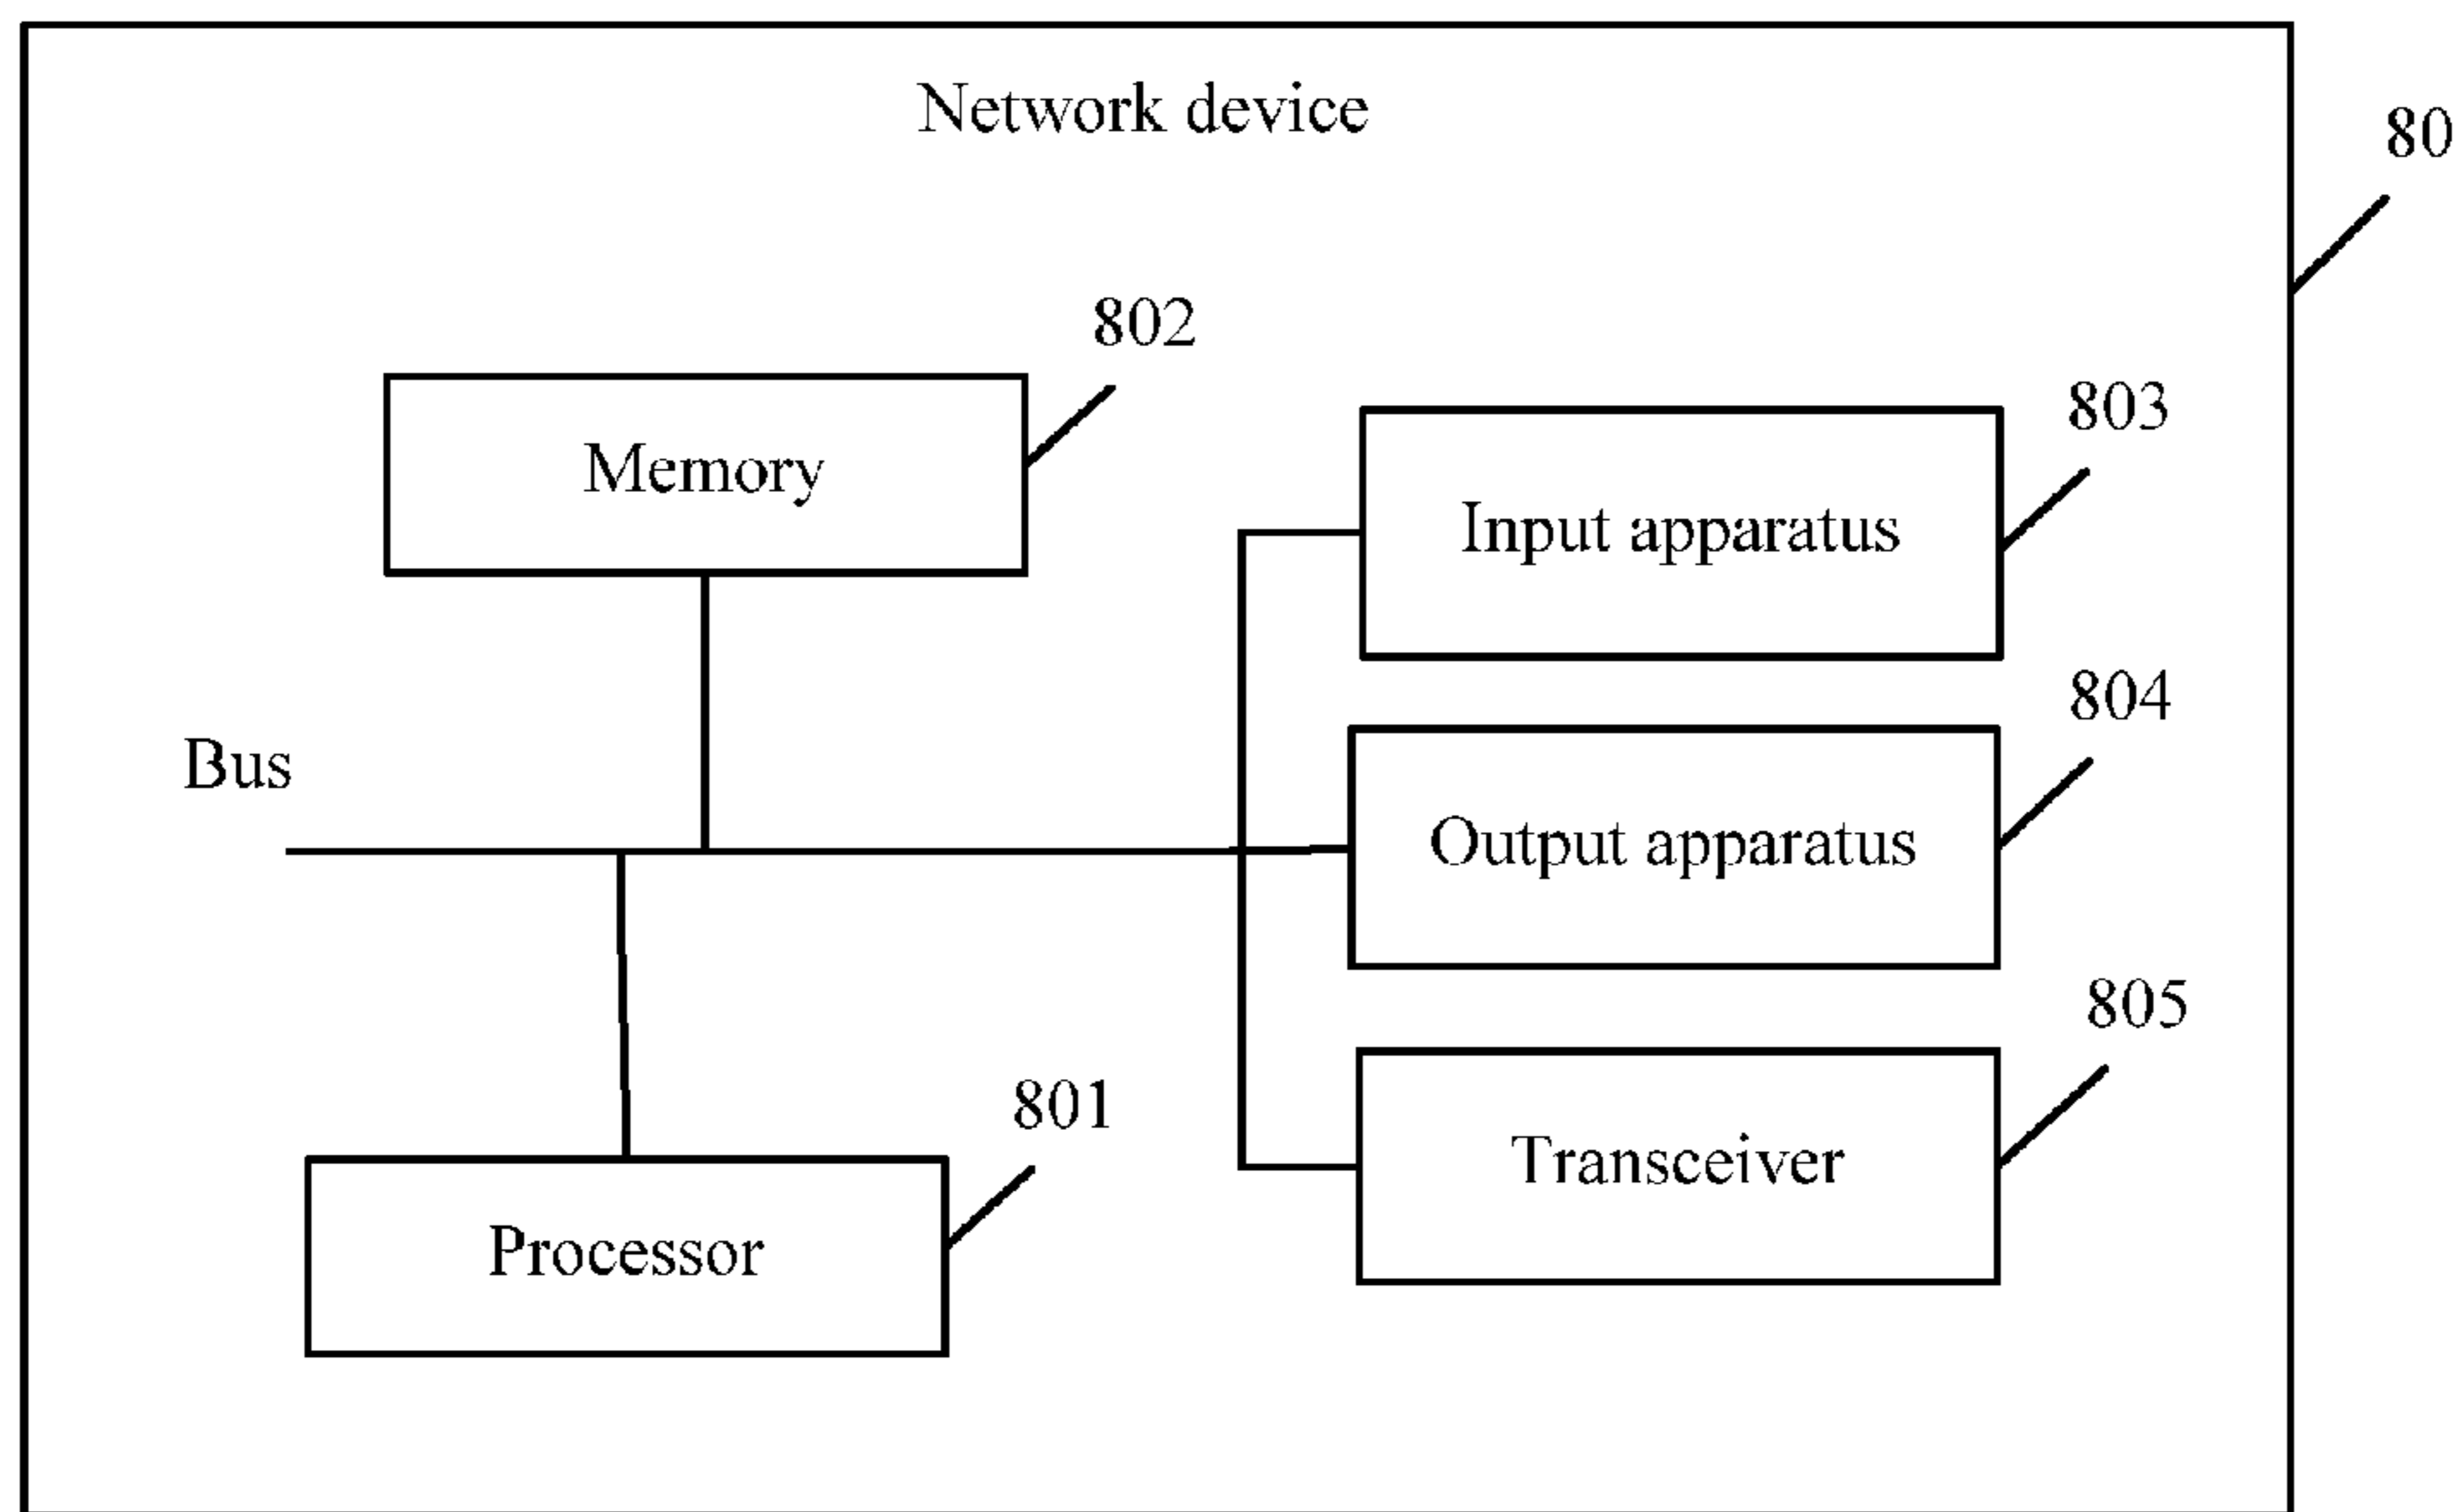 Network device
80
802
Memory
803
Input apparatus
804
Bus
Output apparatus
805
Transceiver
801
Processor